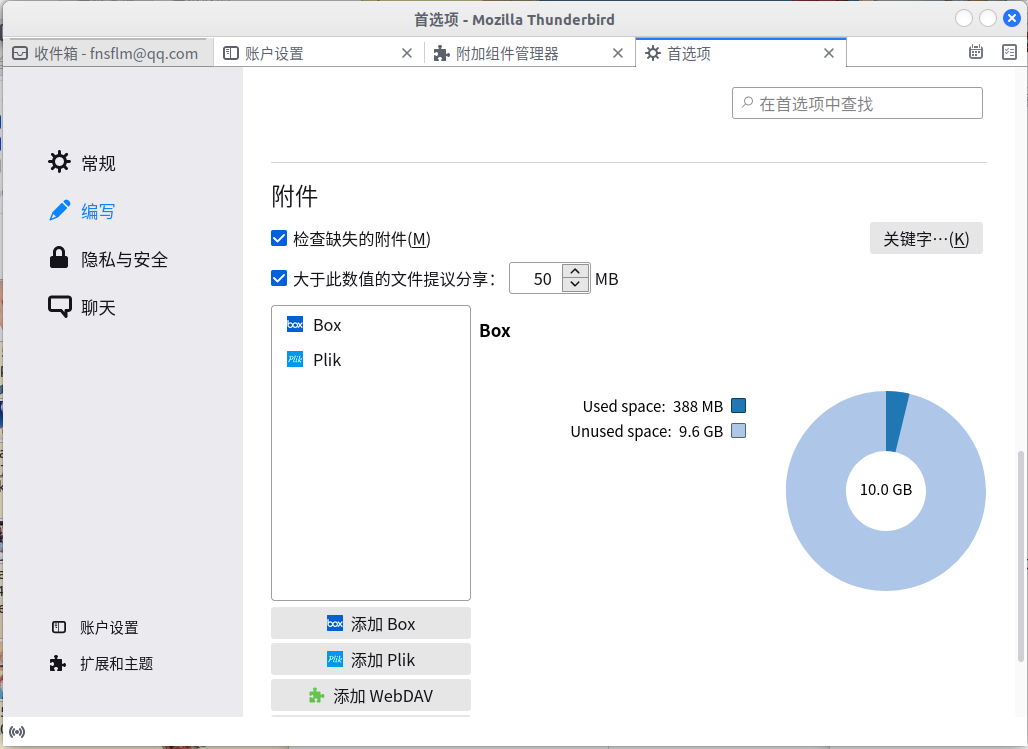 首选项 - Mozilla Thunderbird
收件箱 - fnsflm@qq.com
账户设置
附加组件管理器
首选项
在首选项中查找
常规
编写
隐私与安全
聊天
账户设置
扩展和主题
附件
检查缺失的附件(M)
关键字…(K)
大于此数值的文件提议分享： 50 MB
box Box
Plik Plik
Box
Used space: 388 MB
Unused space: 9.6 GB
10.0 GB
box 添加 Box
Plik 添加 Plik
添加 WebDAV